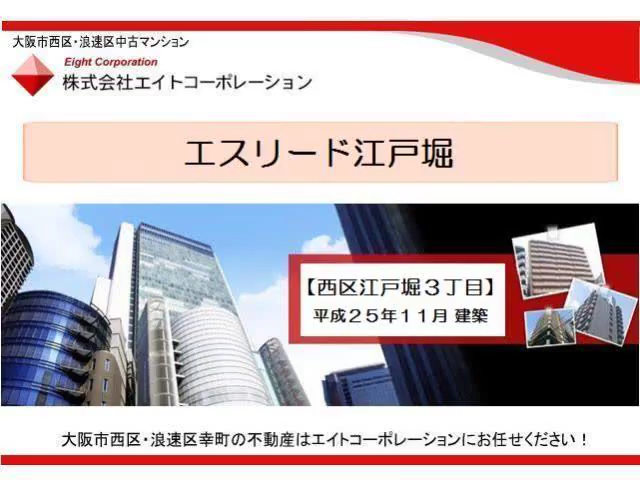 大阪市西区・浪速区中古マンション
Eight Corporation
株式会社エイトコーポレーション
エスリード江戸堀
【西区江戸堀３丁目】
平成２５年１１月 建築
大阪市西区・浪速区幸町の不動産はエイトコーポレーションにお任せください！